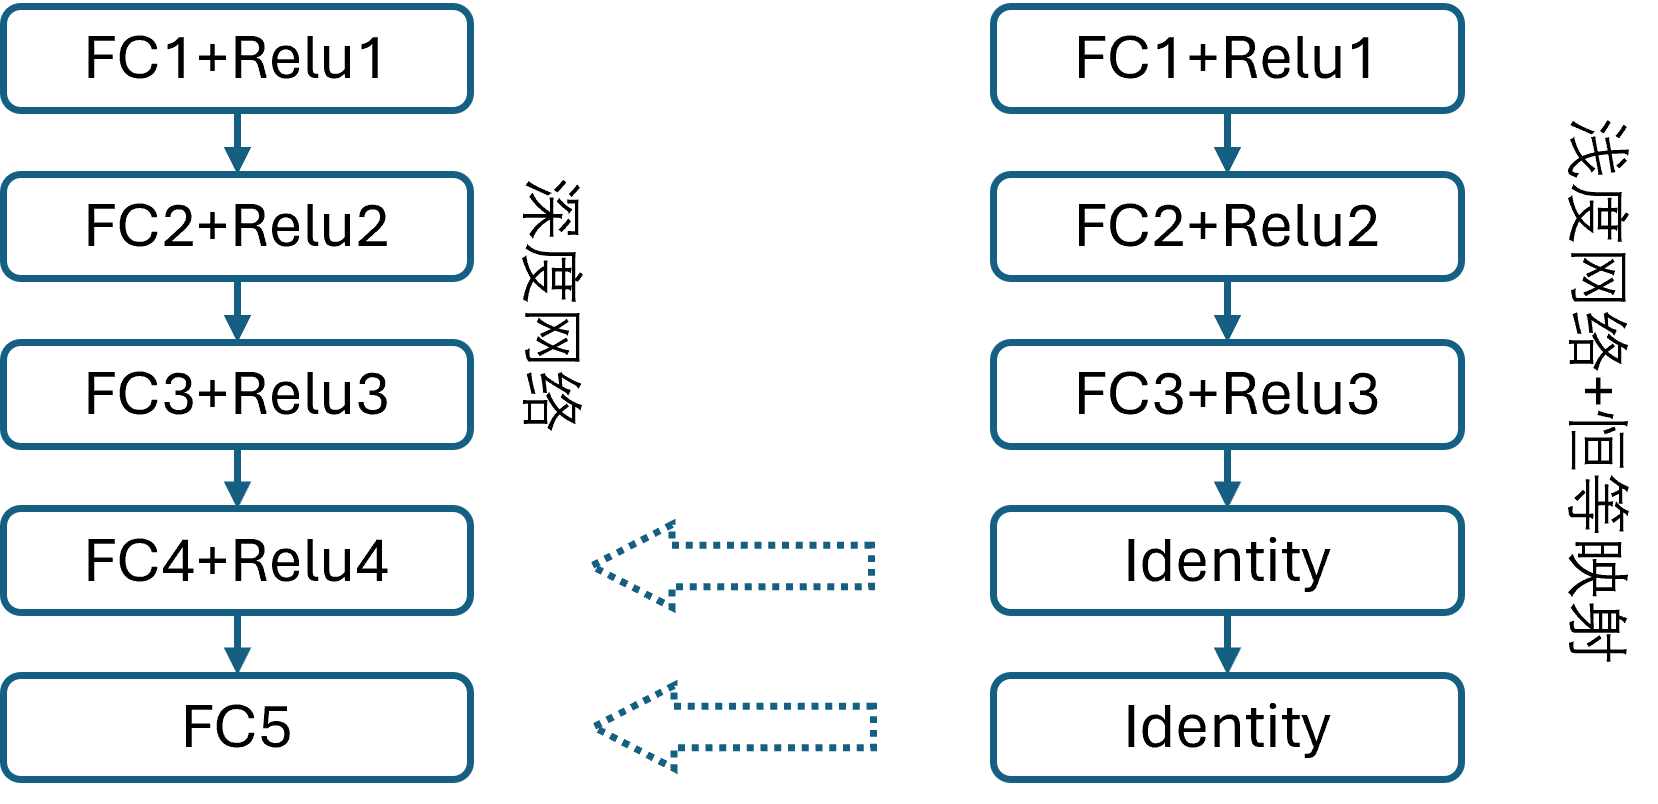 FC1+Relu1
FC2+Relu2
FC3+Relu3
FC4+Relu4
FC5
深度网络
FC1+Relu1
FC2+Relu2
FC3+Relu3
Identity
Identity
浅度网络+恒等映射